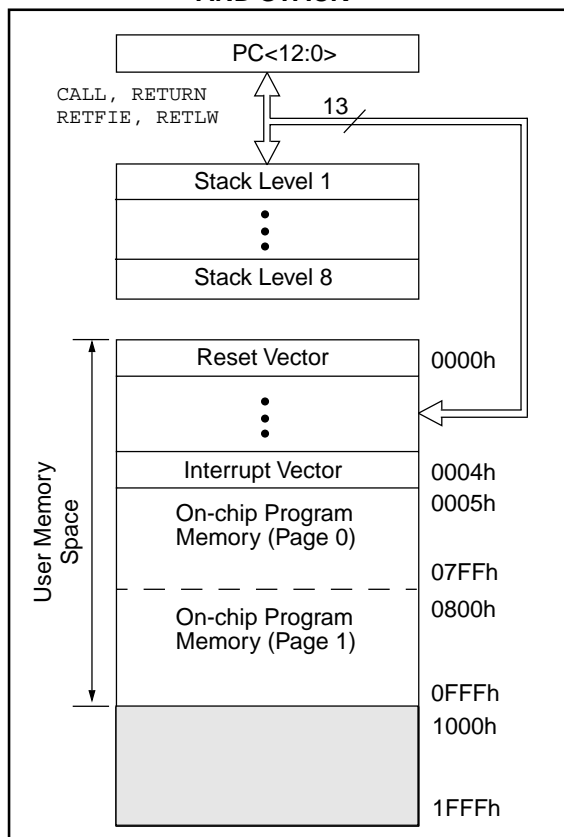 AND STACK
PC<12:0>
CALL, RETURN
RETFIE, RETLW
13
Stack Level 1
Stack Level 8
Reset Vector
0000h
Interrupt Vector
0004h
0005h
On-chip Program
Memory (Page 0)
07FFh
0800h
On-chip Program
Memory (Page 1)
0FFFh
1000h
1FFFh
User Memory
Space